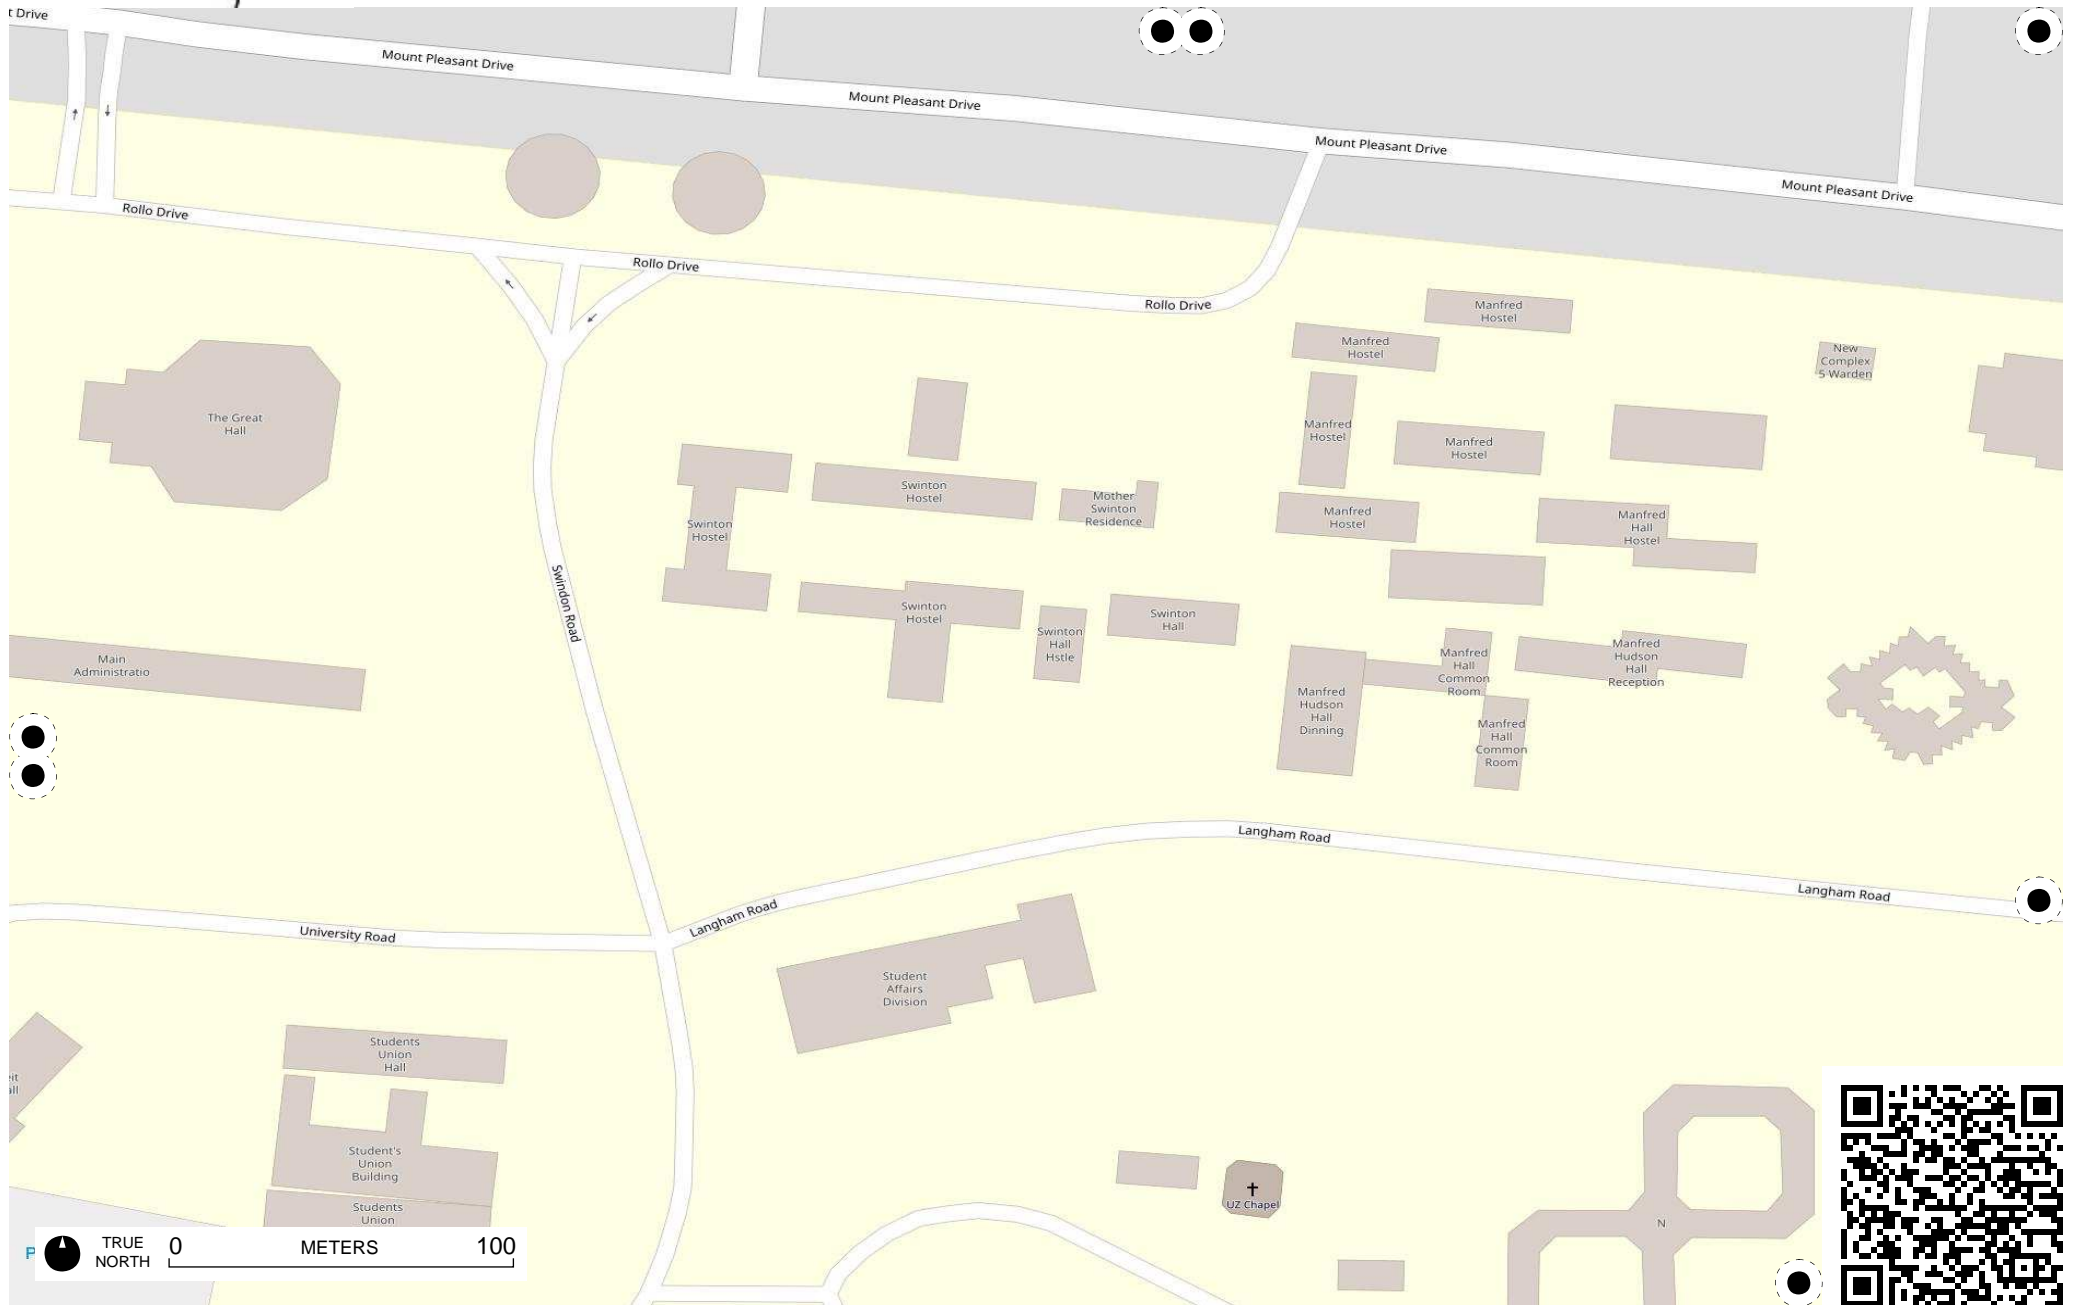 t Drive
Mount Pleasant Drive
Mount Pleasant Drive
Mount Pleasant Drive
Mount Pleasant Drive
Rollo Drive
Rollo Drive
Rollo Drive
Manfred
Hostel
Manfred
Hostel
New
Complex
5 Warden
The Great
Hall
Manfred
Hostel
Manfred
Hostel
Swinton
Hostel
Mother
Swinton
Residence
Manfred
Hostel
Manfred
Hall
Hostel
Swinton
Hostel
Swindon Road
Swinton
Hostel
Swinton
Hall
Swinton
Hall
Hstle
Main
Administratio
Manfred
Hall
Common
Room
Manfred
Hudson
Hall
Reception
Manfred
Hudson
Hall
Dinning
Manfred
Hall
Common
Room
Langham Road
Langham Road
Langham Road
University Road
Student
Affairs
Division
Students
Union
Hall
eit
all
Student's
Union
Building
Students
Union
UZ Chapel
N
P
TRUE
NORTH
0 METERS 100